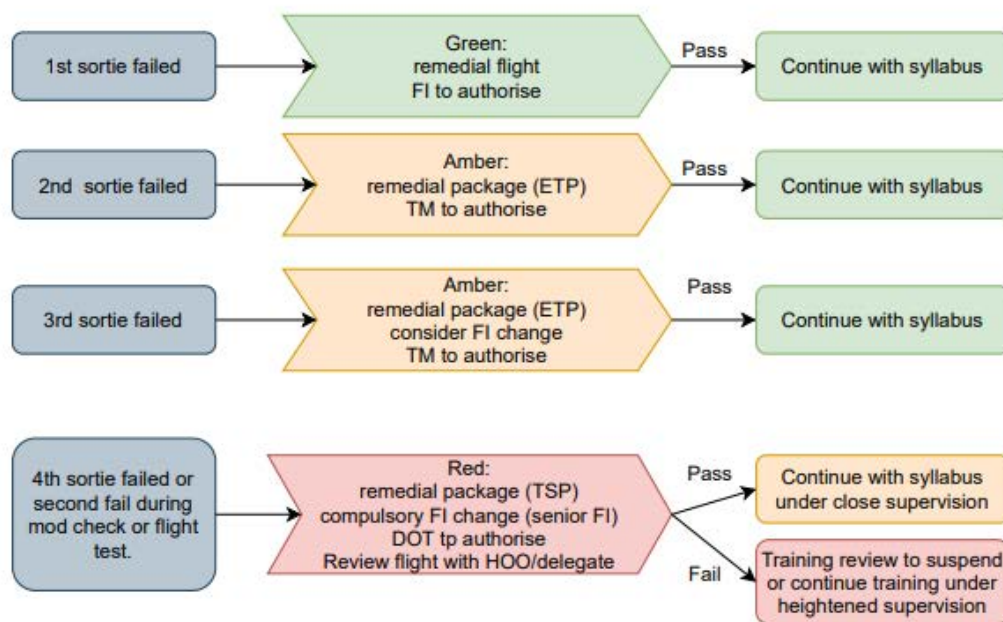 1st sortie failed
Green:
remedial flight
FI to authorise
Pass
Continue with syllabus
2nd sortie failed
Amber:
remedial package (ETP)
TM to authorise
Pass
Continue with syllabus
3rd sortie failed
Amber:
remedial package (ETP)
consider FI change
TM to authorise
Pass
Continue with syllabus
4th sortie failed or
second fail during
mod check or flight
test.
Red:
remedial package (TSP)
compulsory FI change (senior FI)
DOT tp authorise
Review flight with HOO/delegate
Pass
Continue with syllabus
under close supervision
Fail
Training review to suspend
or continue training under
heightened supervision